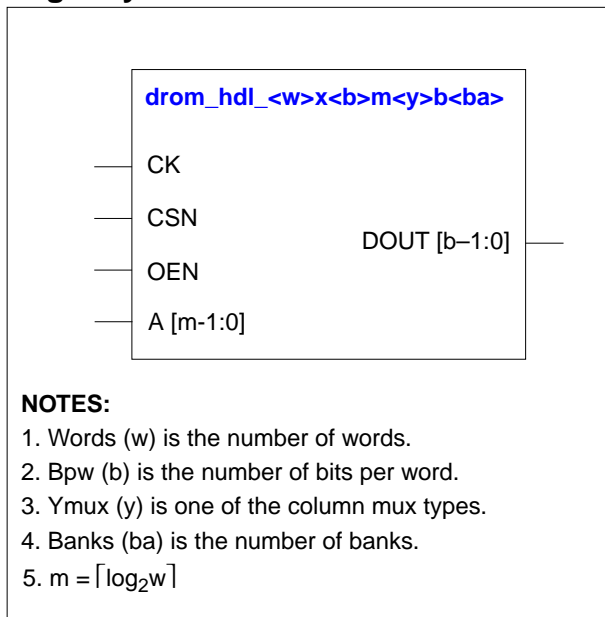 drom_hdl_<w>x<b>m<y>b<ba>
CK
CSN
OEN
A [m-1:0]
DOUT [b–1:0]
NOTES:
1. Words (w) is the number of words.
2. Bpw (b) is the number of bits per word.
3. Ymux (y) is one of the column mux types.
4. Banks (ba) is the number of banks.
5. m = ⌈log₂w⌉